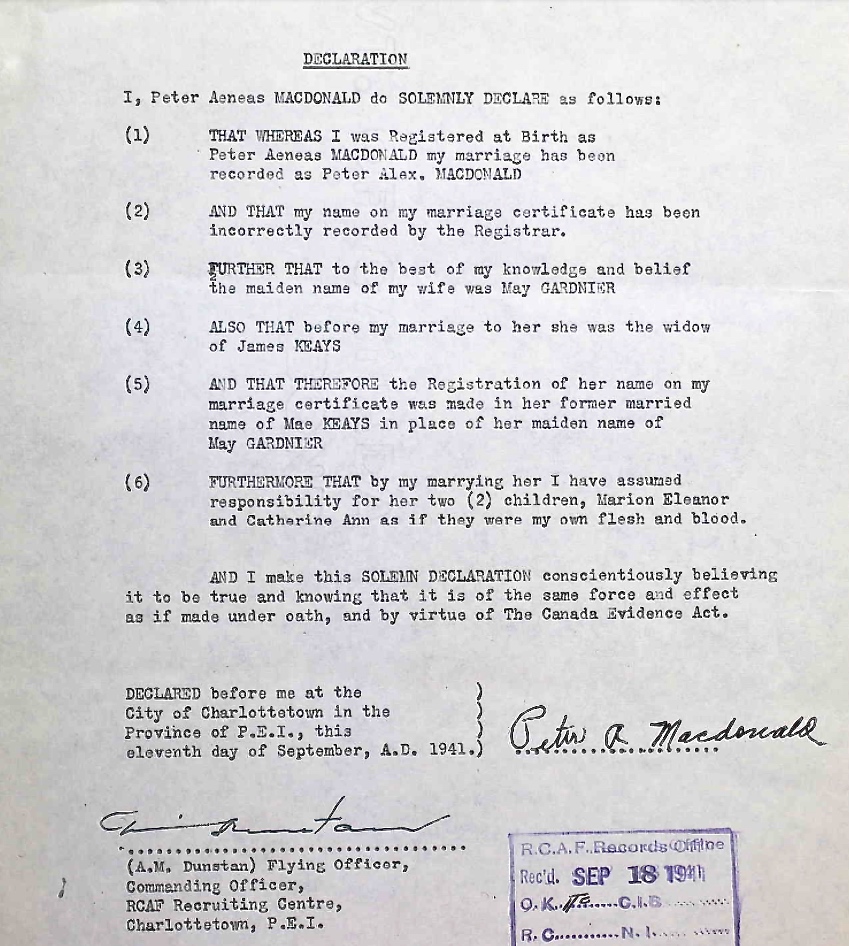 DECLARATION
I, Peter Aeneas MACDONALD do SOLEMNLY DECLARE as follows:
(1) THAT WHEREAS I was Registered at Birth as
Peter Aeneas MACDONALD my marriage has been
recorded as Peter Alex. MACDONALD
(2) AND THAT my name on my marriage certificate has been
incorrectly recorded by the Registrar.
(3) FURTHER THAT to the best of my knowledge and belief
the maiden name of my wife was May GARDNIER
(4) ALSO THAT before my marriage to her she was the widow
of James KEAYS
(5) AND THAT THEREFORE the Registration of her name on my
marriage certificate was made in her former married
name of Mae KEAYS in place of her maiden name of
May GARDNIER
(6) FURTHERMORE THAT by my marrying her I have assumed
responsibility for her two (2) children, Marion Eleanor
and Catherine Ann as if they were my own flesh and blood.
AND I make this SOLEMN DECLARATION conscientiously believing
it to be true and knowing that it is of the same force and effect
as if made under oath, and by virtue of The Canada Evidence Act.
DECLARED before me at the )
City of Charlottetown in the )
Province of P.E.I., this )
eleventh day of September, A.D. 1941.)
Peter A Macdonald
(A.M. Dunstan) Flying Officer,
Commanding Officer,
RCAF Recruiting Centre,
Charlottetown, P.E.I.
R.C.A.F. Records Office
Rec'd. SEP 18 1941
O.K.......C.I.B.......
R.C...........N.I.......